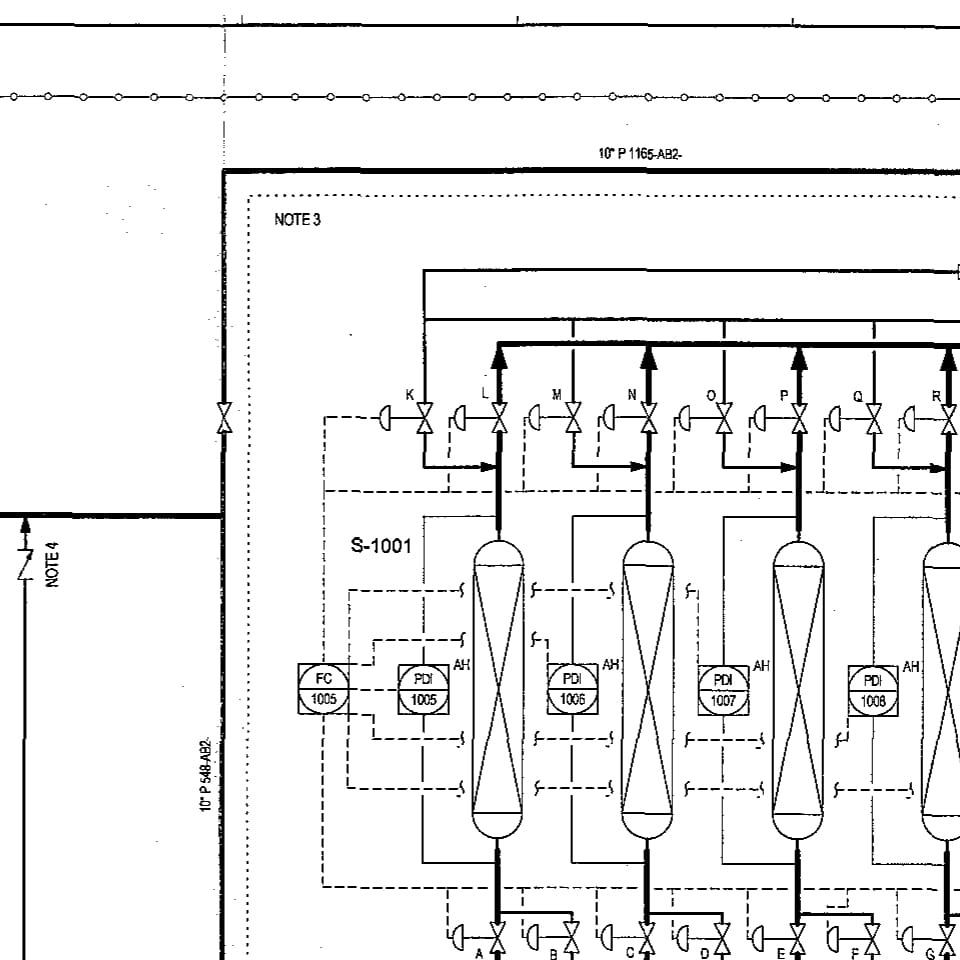 10" P 1165-AB2-
NOTE 3
K L M N O P Q R
NOTE 4
S-1001
AH AH AH AH
FC
1005
PDI
1005
PDI
1006
PDI
1007
PDI
1008
10" P 548-AB2-
A B C D E F G